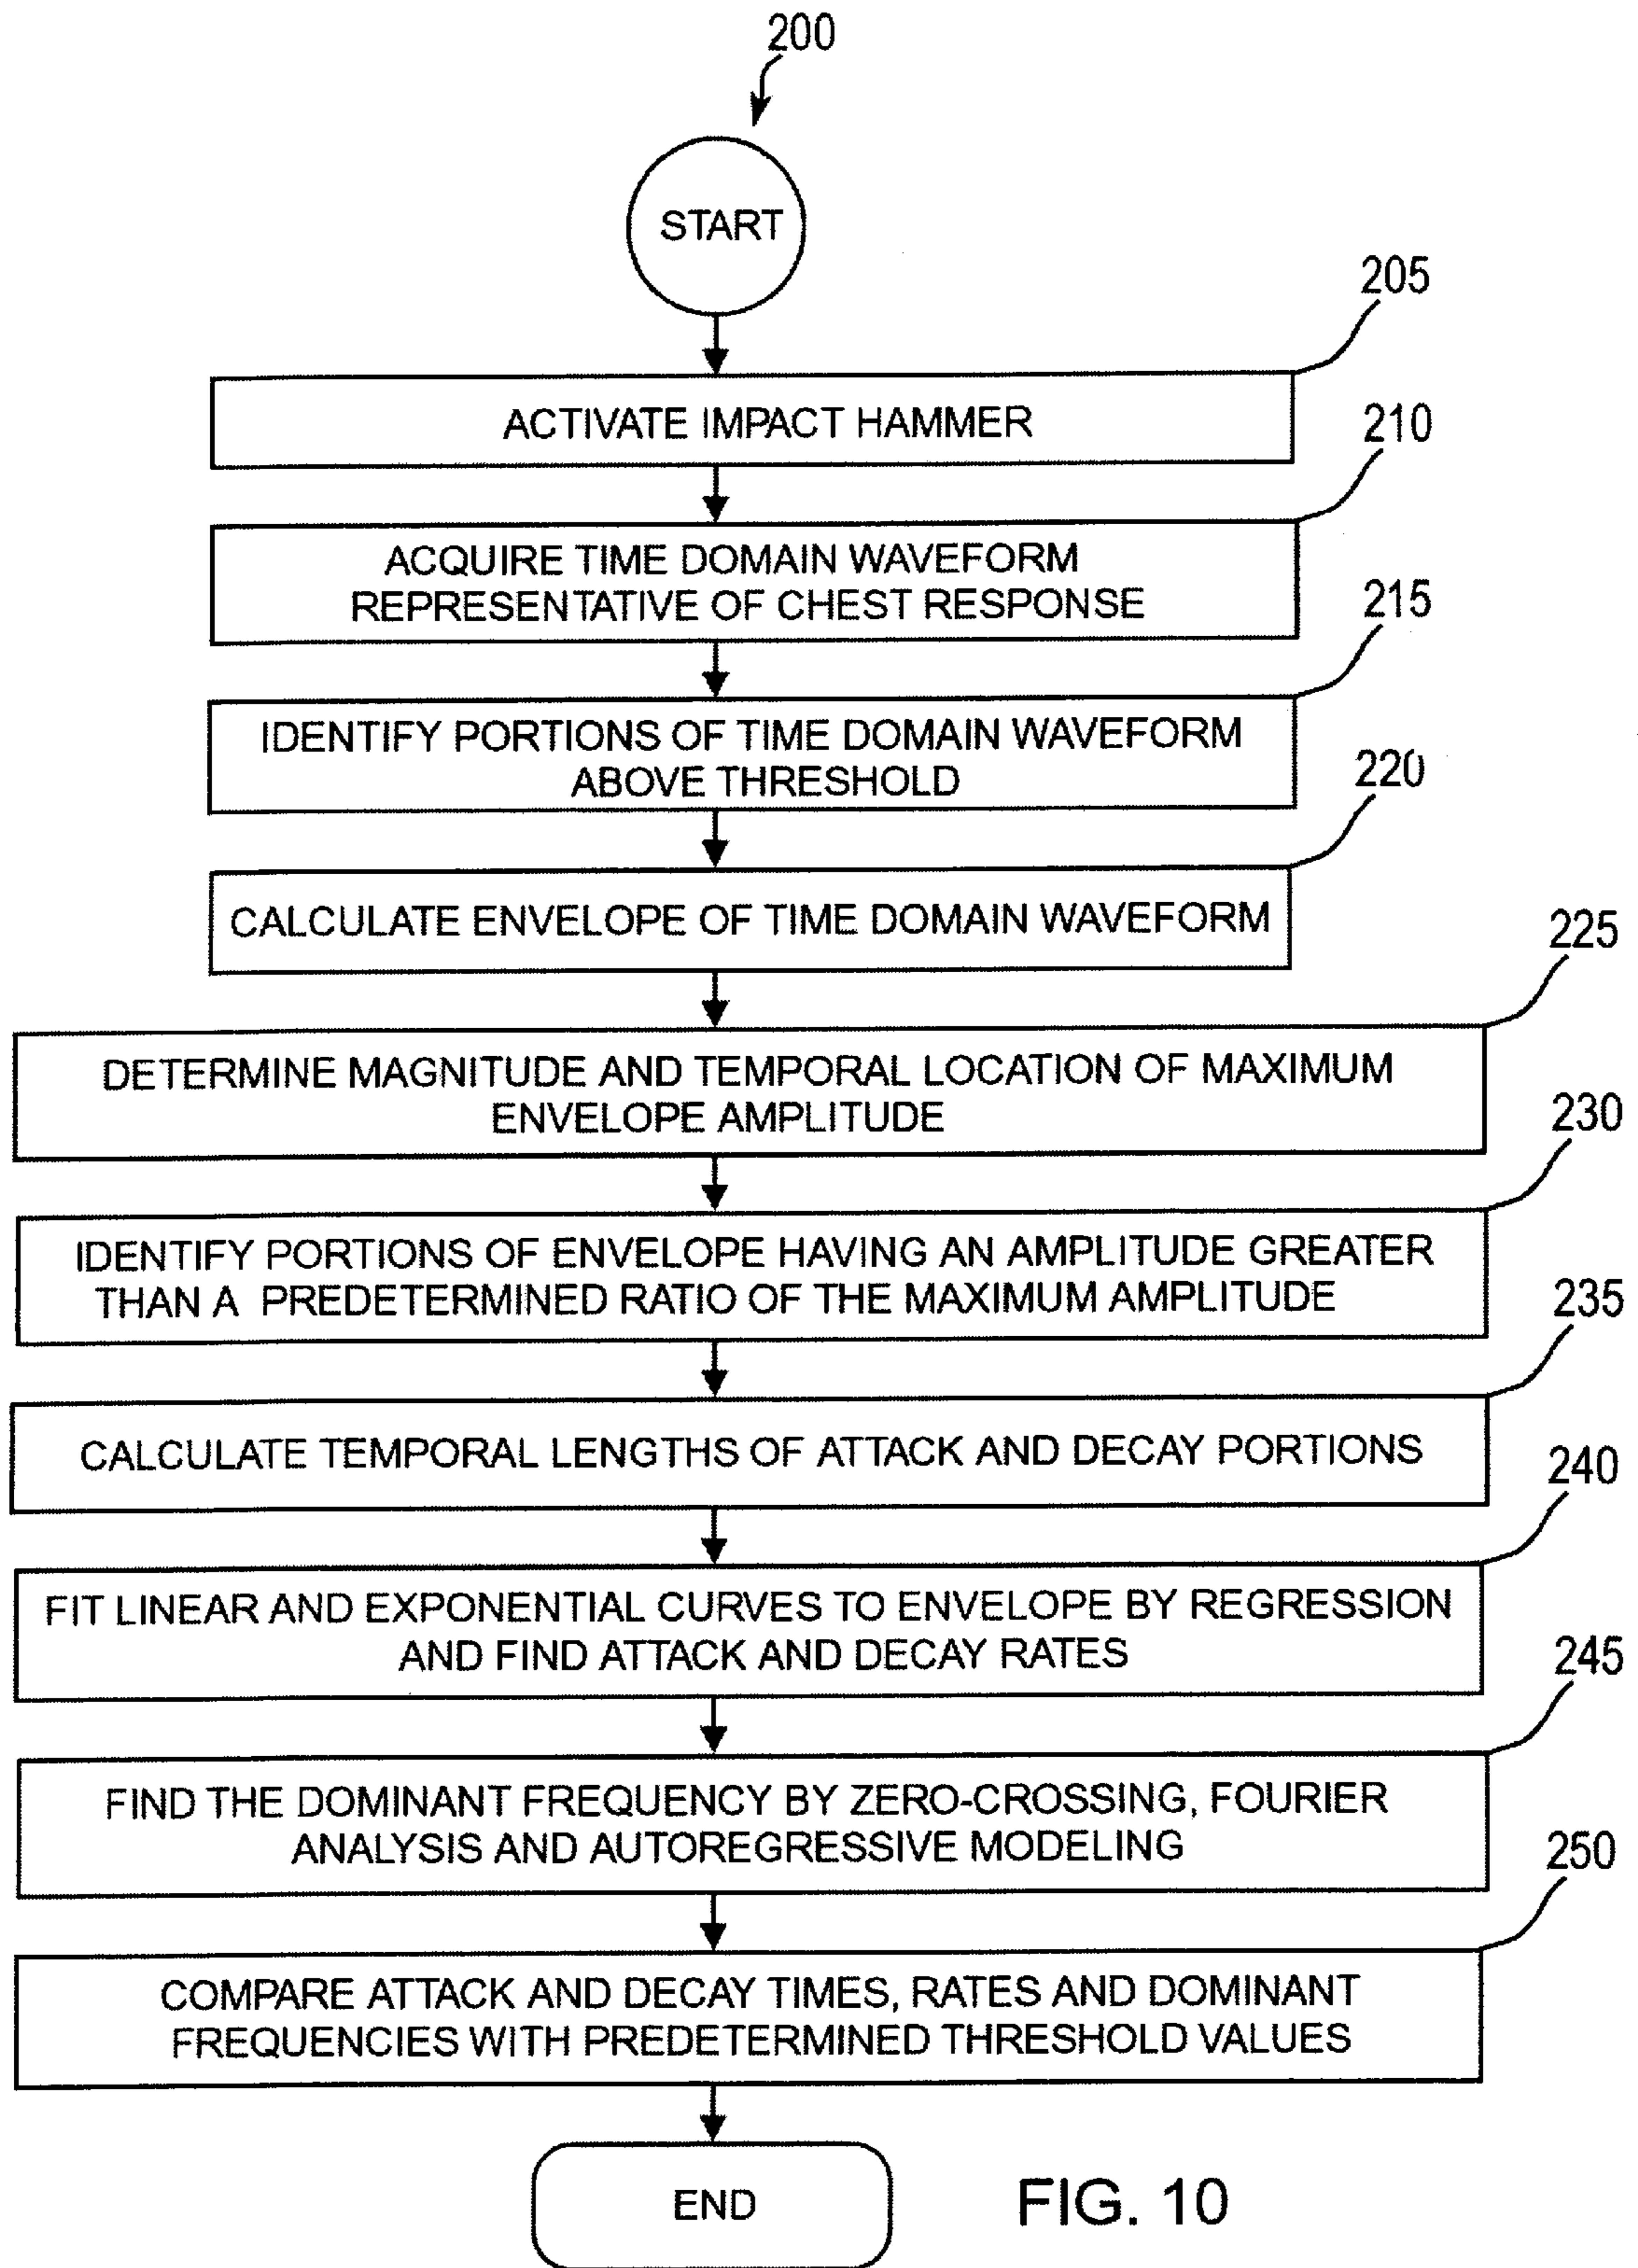 200
START
205
ACTIVATE IMPACT HAMMER
210
ACQUIRE TIME DOMAIN WAVEFORM
REPRESENTATIVE OF CHEST RESPONSE
215
IDENTIFY PORTIONS OF TIME DOMAIN WAVEFORM
ABOVE THRESHOLD
220
CALCULATE ENVELOPE OF TIME DOMAIN WAVEFORM
225
DETERMINE MAGNITUDE AND TEMPORAL LOCATION OF MAXIMUM
ENVELOPE AMPLITUDE
230
IDENTIFY PORTIONS OF ENVELOPE HAVING AN AMPLITUDE GREATER
THAN A PREDETERMINED RATIO OF THE MAXIMUM AMPLITUDE
235
CALCULATE TEMPORAL LENGTHS OF ATTACK AND DECAY PORTIONS
240
FIT LINEAR AND EXPONENTIAL CURVES TO ENVELOPE BY REGRESSION
AND FIND ATTACK AND DECAY RATES
245
FIND THE DOMINANT FREQUENCY BY ZERO-CROSSING, FOURIER
ANALYSIS AND AUTOREGRESSIVE MODELING
250
COMPARE ATTACK AND DECAY TIMES, RATES AND DOMINANT
FREQUENCIES WITH PREDETERMINED THRESHOLD VALUES
END
FIG. 10